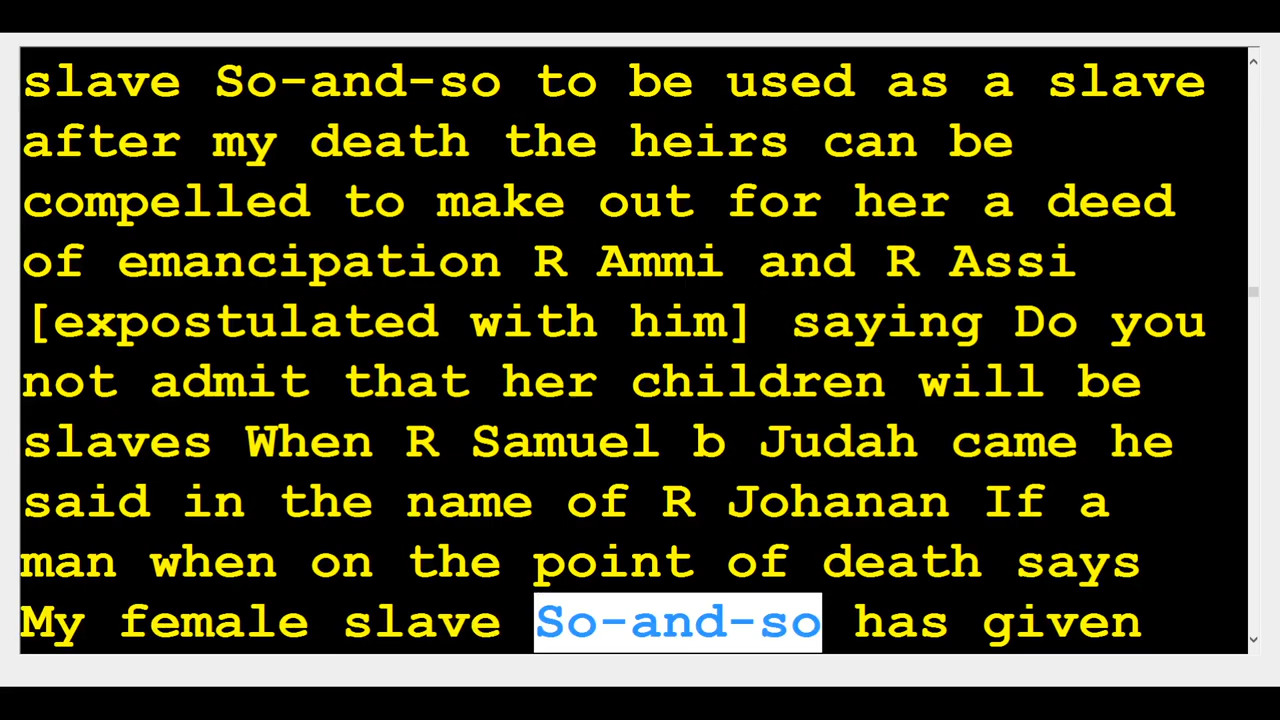 slave So-and-so to be used as a slave
after my death the heirs can be
compelled to make out for her a deed
of emancipation R Ammi and R Assi
[expostulated with him] saying Do you
not admit that her children will be
slaves When R Samuel b Judah came he
said in the name of R Johanan If a
man when on the point of death says
My female slave So-and-so has given